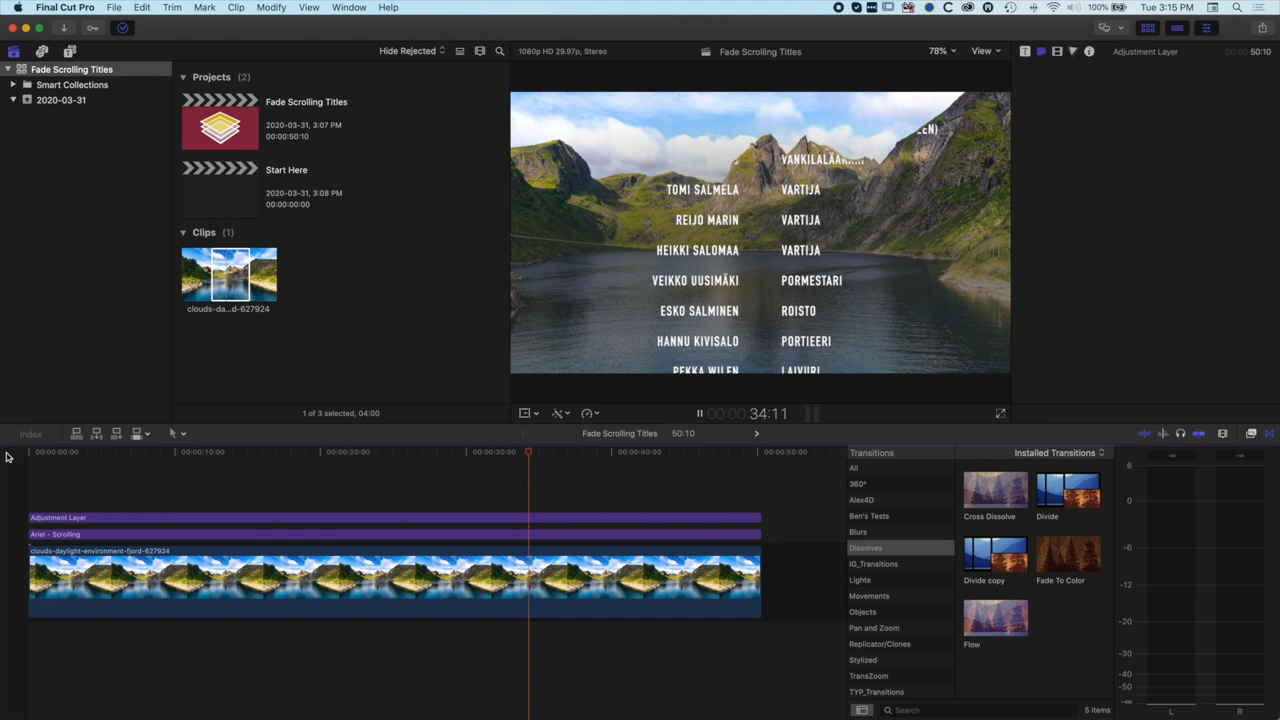 Final Cut Pro File Edit Trim Mark Clip Modify View Window Help 100% Tue 3:15 PM
Hide Rejected 1080p HD 29.97p, Stereo Fade Scrolling Titles 78% View Adjustment Layer 00:00:50:10
Fade Scrolling Titles
Smart Collections
2020-03-31
Projects (2)
Fade Scrolling Titles
2020-03-31, 3:07 PM
00:00:50:10
Start Here
2020-03-31, 3:08 PM
00:00:00:00
Clips (1)
clouds-da...d-627924
1 of 3 selected, 04:00
VANKILALÄÄKÄRI
TOMI SALMELA VARTIJA
REIJO MARIN VARTIJA
HEIKKI SALOMAA VARTIJA
VEIKKO UUSIMÄKI PORMESTARI
ESKO SALMINEN ROISTO
HANNU KIVISALO PORTIEERI
PEKKA WILEN LAIVURI
00:00:34:11
Index Fade Scrolling Titles 50:10
00:00:00:00 00:00:10:00 00:00:20:00 00:00:30:00 00:00:40:00 00:00:50:00
Adjustment Layer
Ariel - Scrolling
clouds-daylight-environment-fjord-627924
Transitions Installed Transitions
All
360°
Alex4D
Ben's Tests
Blurs
Dissolves
IG_Transitions
Lights
Movements
Objects
Pan and Zoom
Replicator/Clones
Stylized
TransZoom
TYP_Transitions
Cross Dissolve Divide
Divide copy Fade To Color
Flow
Search 5 items
-∞ -∞
6
0
-6
-12
-20
-30
-40
-50
-∞
L R